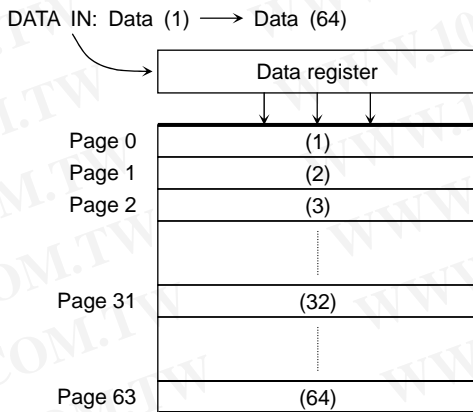 DATA IN: Data (1) → Data (64)
Data register
Page 0 (1)
Page 1 (2)
Page 2 (3)
Page 31 (32)
Page 63 (64)